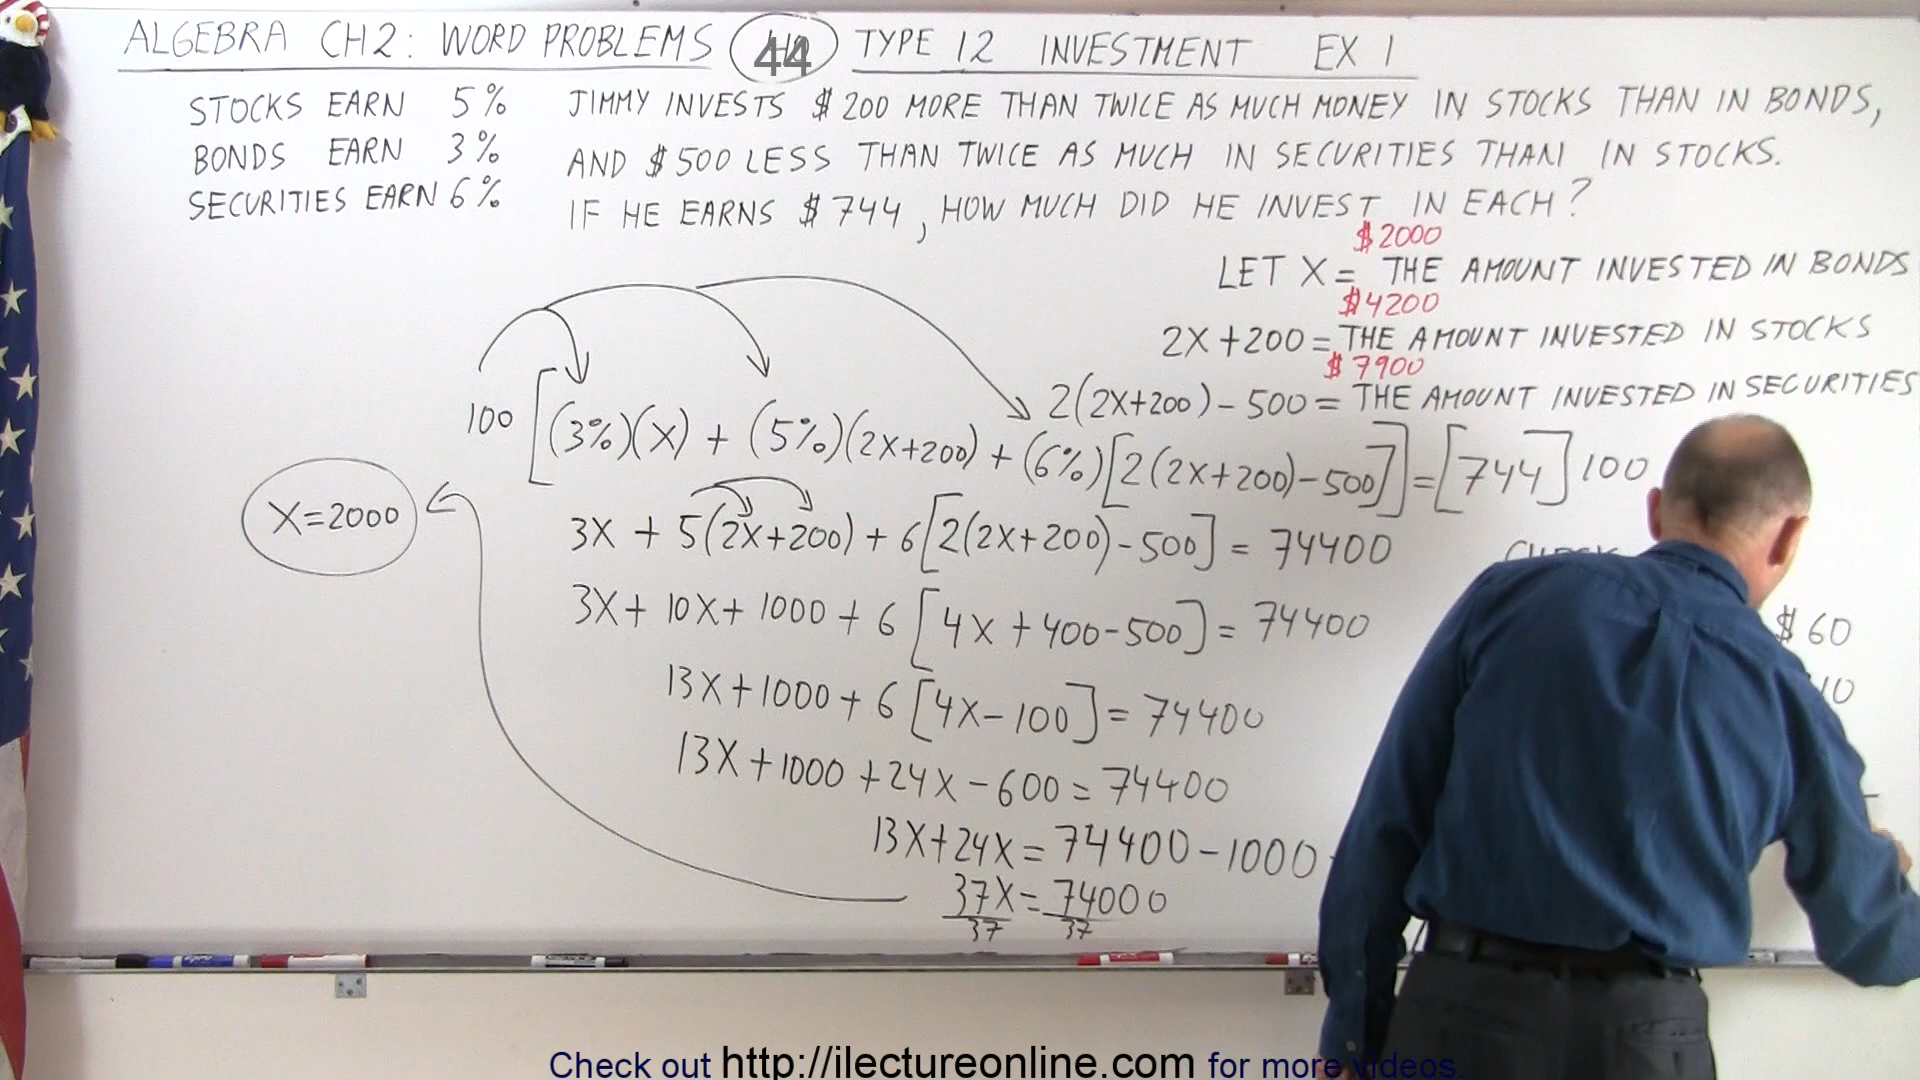 ALGEBRA CH2: WORD PROBLEMS 44 TYPE 12 INVESTMENT EX 1
STOCKS EARN 5%
BONDS EARN 3%
SECURITIES EARN 6%
JIMMY INVESTS $200 MORE THAN TWICE AS MUCH MONEY IN STOCKS THAN IN BONDS,
AND $500 LESS THAN TWICE AS MUCH IN SECURITIES THAN IN STOCKS.
IF HE EARNS $744, HOW MUCH DID HE INVEST IN EACH?
$2000
LET X = THE AMOUNT INVESTED IN BONDS
$4200
2X+200 = THE AMOUNT INVESTED IN STOCKS
$7900
2(2X+200)-500 = THE AMOUNT INVESTED IN SECURITIES
100[(3%)(X) + (5%)(2X+200) + (6%)[2(2X+200)-500]] = [744]100
X=2000
3X + 5(2X+200) + 6[2(2X+200)-500] = 74400
3X + 10X + 1000 + 6[4X+400-500] = 74400
$60
13X+1000+6[4X-100] = 74400
10
13X+1000+24X-600 = 74400
13X+24X = 74400-1000
37X = 74000
37 37
Check out http://ilectureonline.com for more videos.